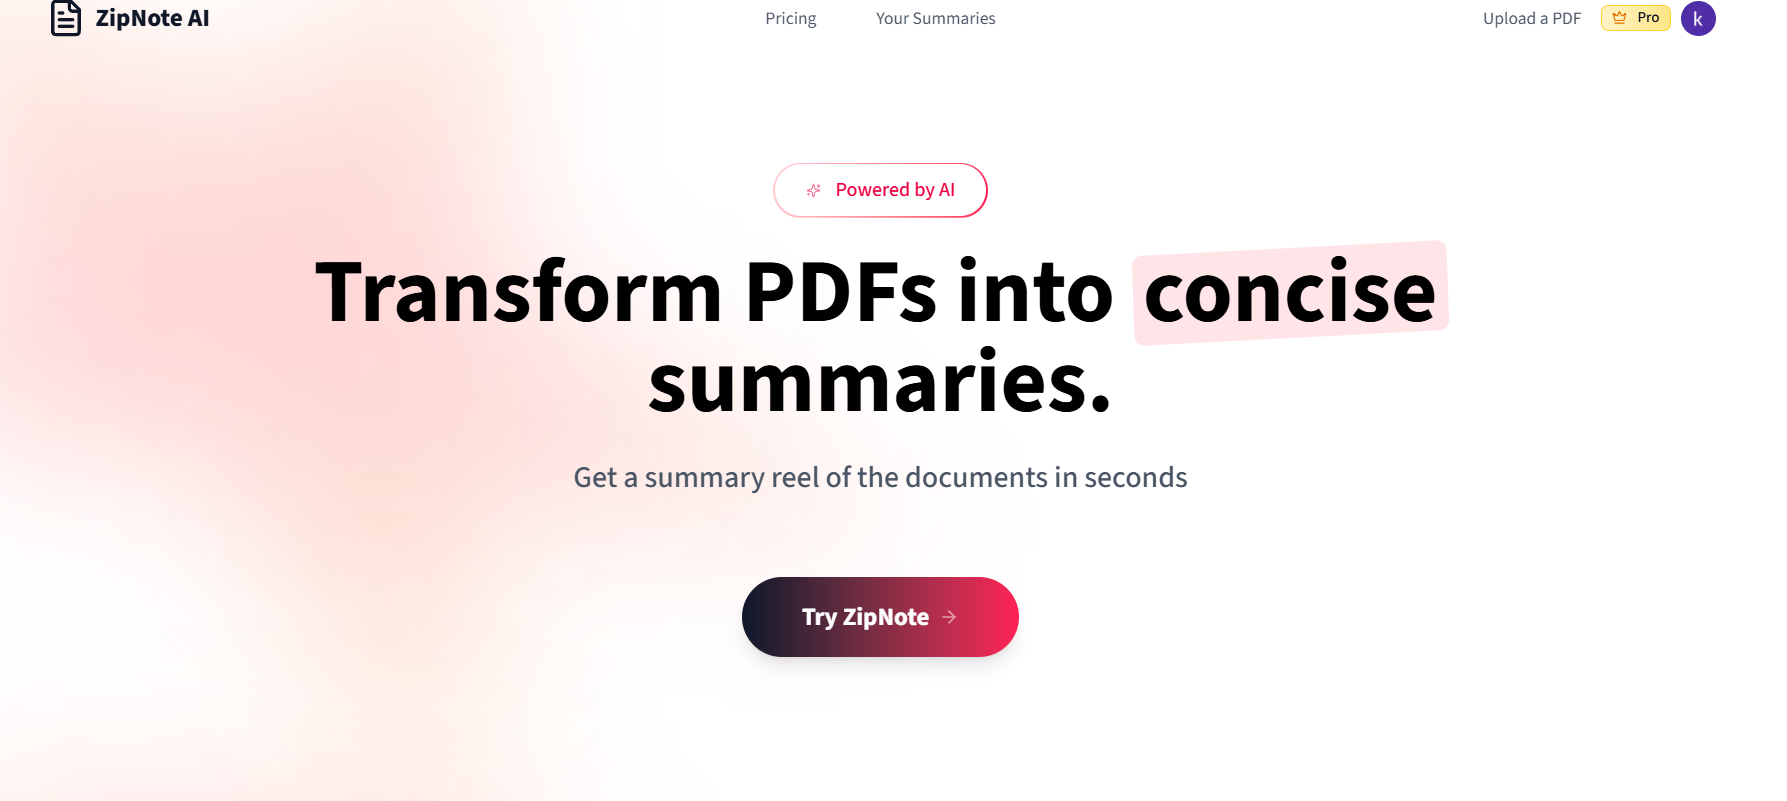 ZipNote AI
Pricing
Your Summaries
Upload a PDF
Pro
k
Powered by AI
Transform PDFs into concise
summaries.
Get a summary reel of the documents in seconds
Try ZipNote